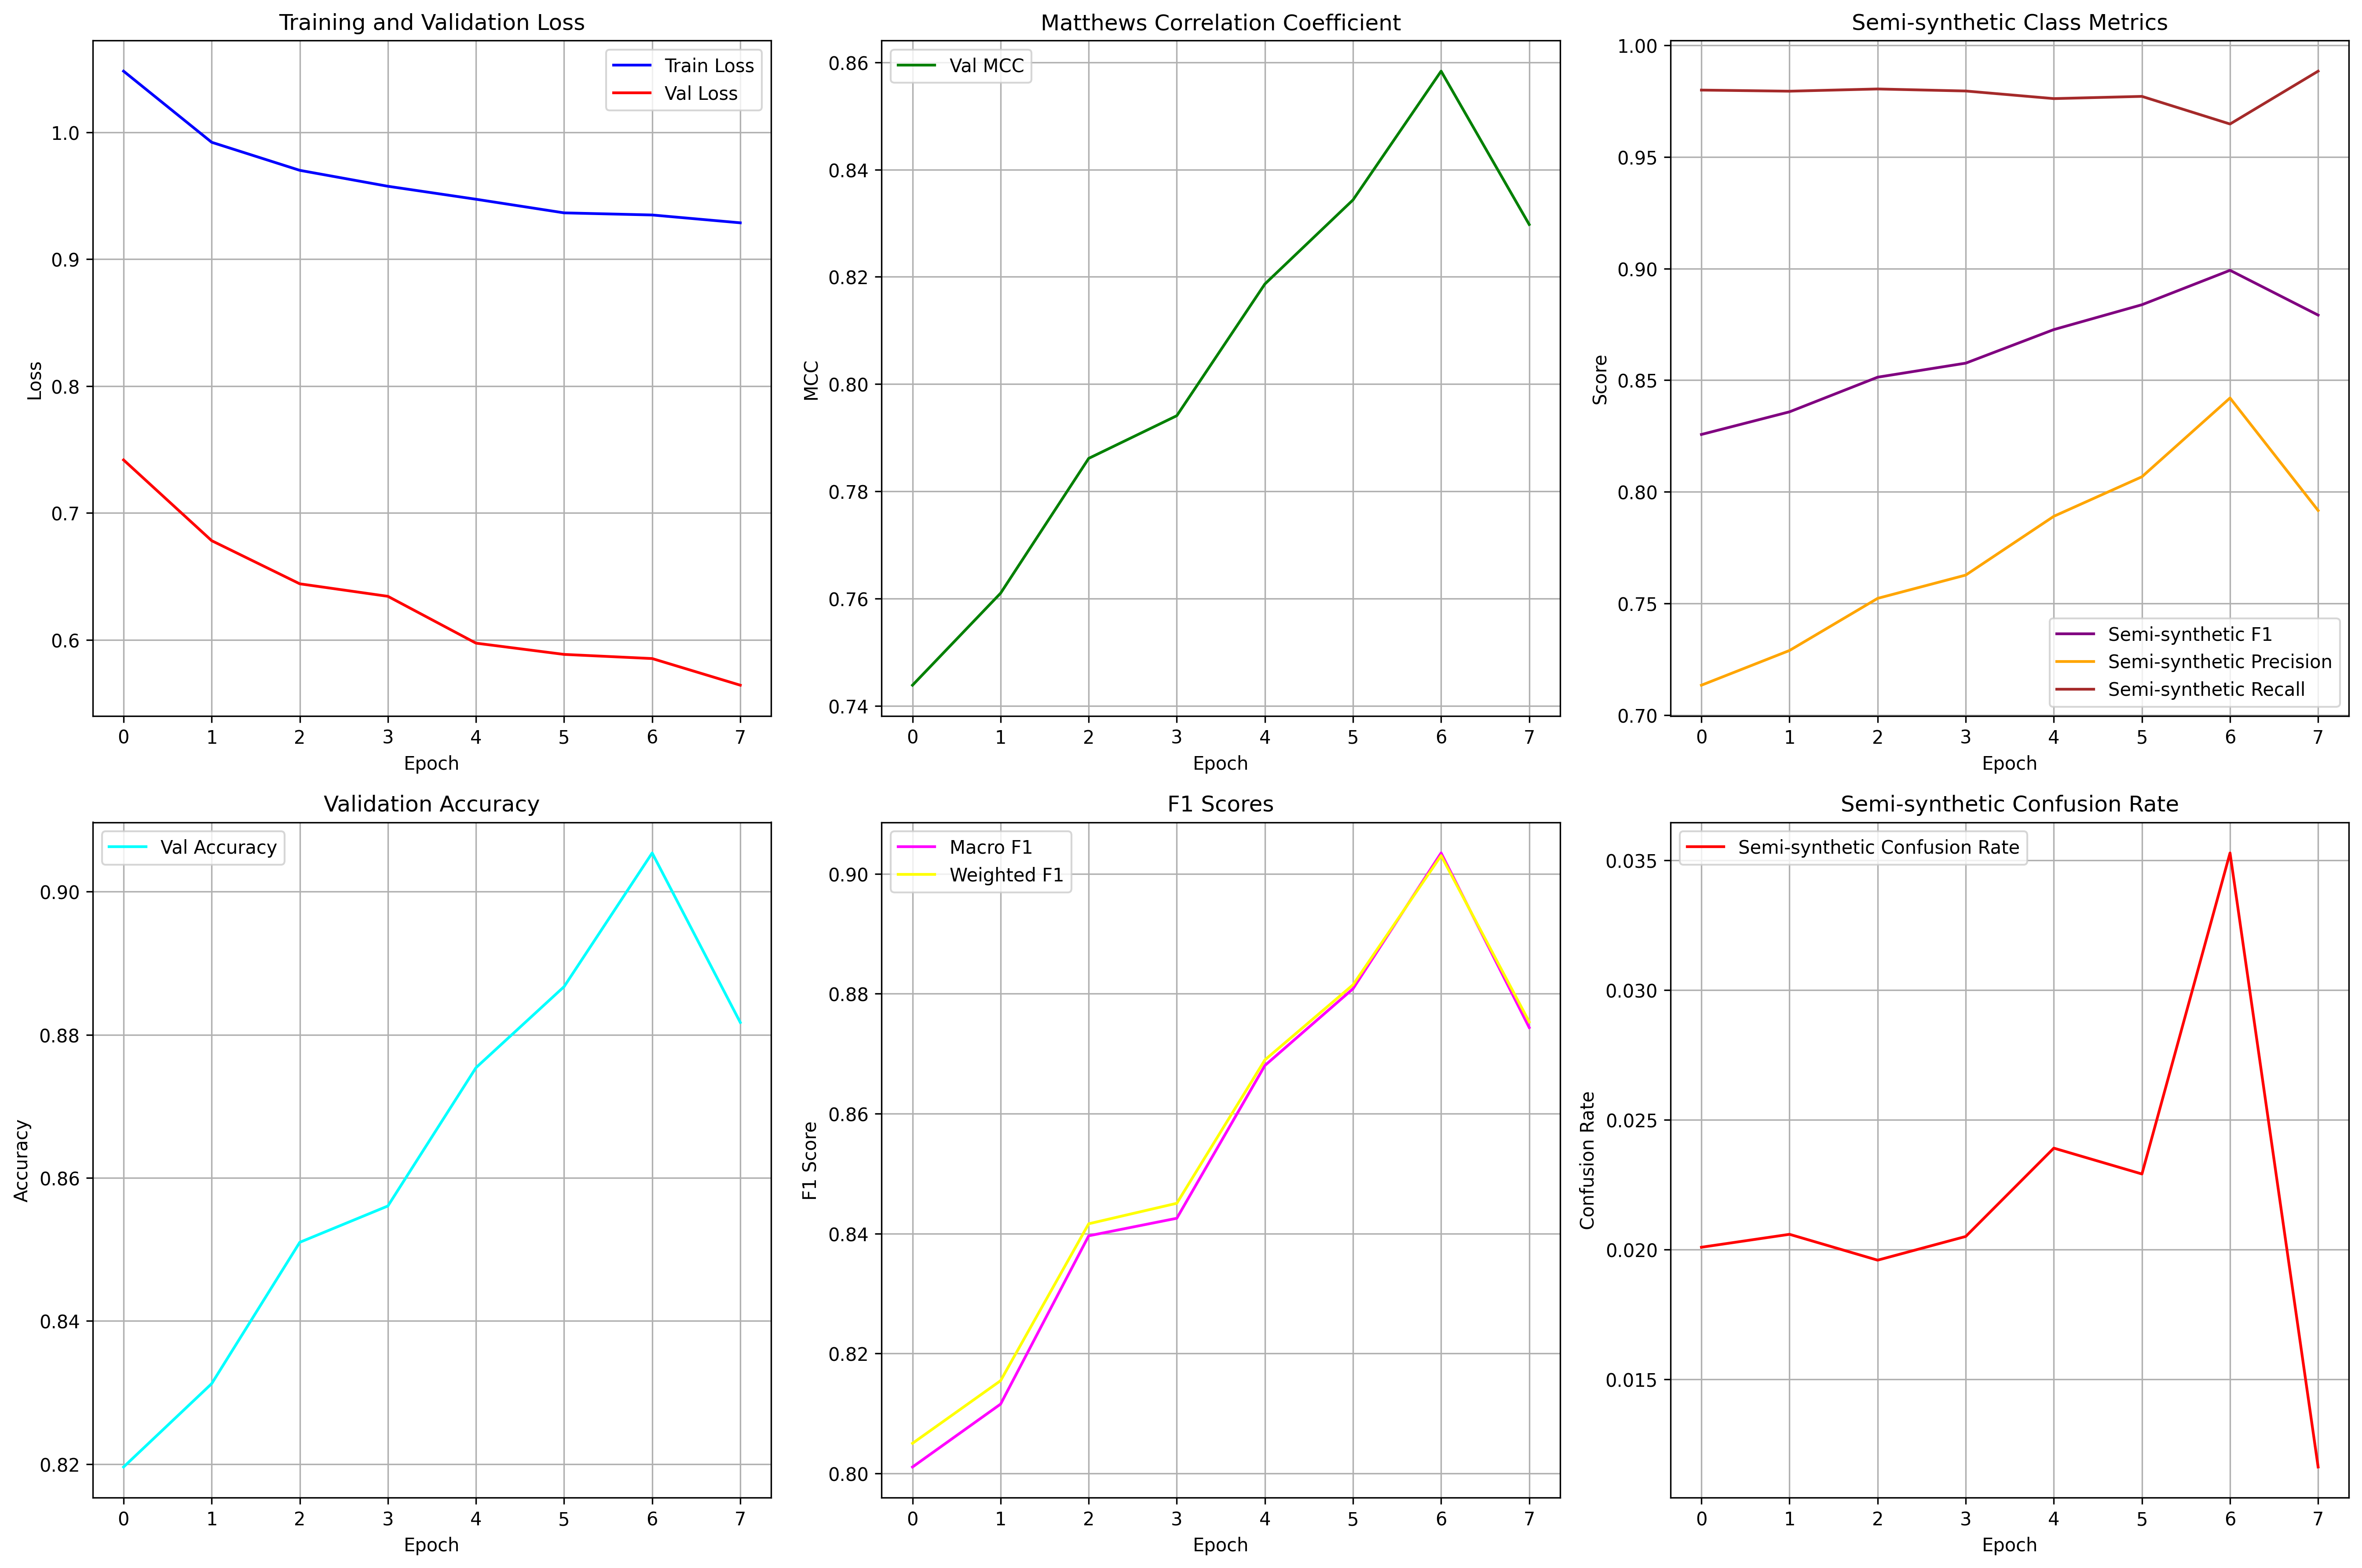 Training and Validation Loss
Train Loss
Val Loss
1.0
0.9
0.8
0.7
0.6
Loss
0 1 2 3 4 5 6 7
Epoch
Matthews Correlation Coefficient
Val MCC
0.86
0.84
0.82
0.80
0.78
0.76
0.74
MCC
0 1 2 3 4 5 6 7
Epoch
Semi-synthetic Class Metrics
1.00
0.95
0.90
0.85
0.80
0.75
0.70
Score
Semi-synthetic F1
Semi-synthetic Precision
Semi-synthetic Recall
0 1 2 3 4 5 6 7
Epoch
Validation Accuracy
Val Accuracy
0.90
0.88
0.86
0.84
0.82
Accuracy
0 1 2 3 4 5 6 7
Epoch
F1 Scores
Macro F1
Weighted F1
0.90
0.88
0.86
0.84
0.82
0.80
F1 Score
0 1 2 3 4 5 6 7
Epoch
Semi-synthetic Confusion Rate
Semi-synthetic Confusion Rate
0.035
0.030
0.025
0.020
0.015
Confusion Rate
0 1 2 3 4 5 6 7
Epoch